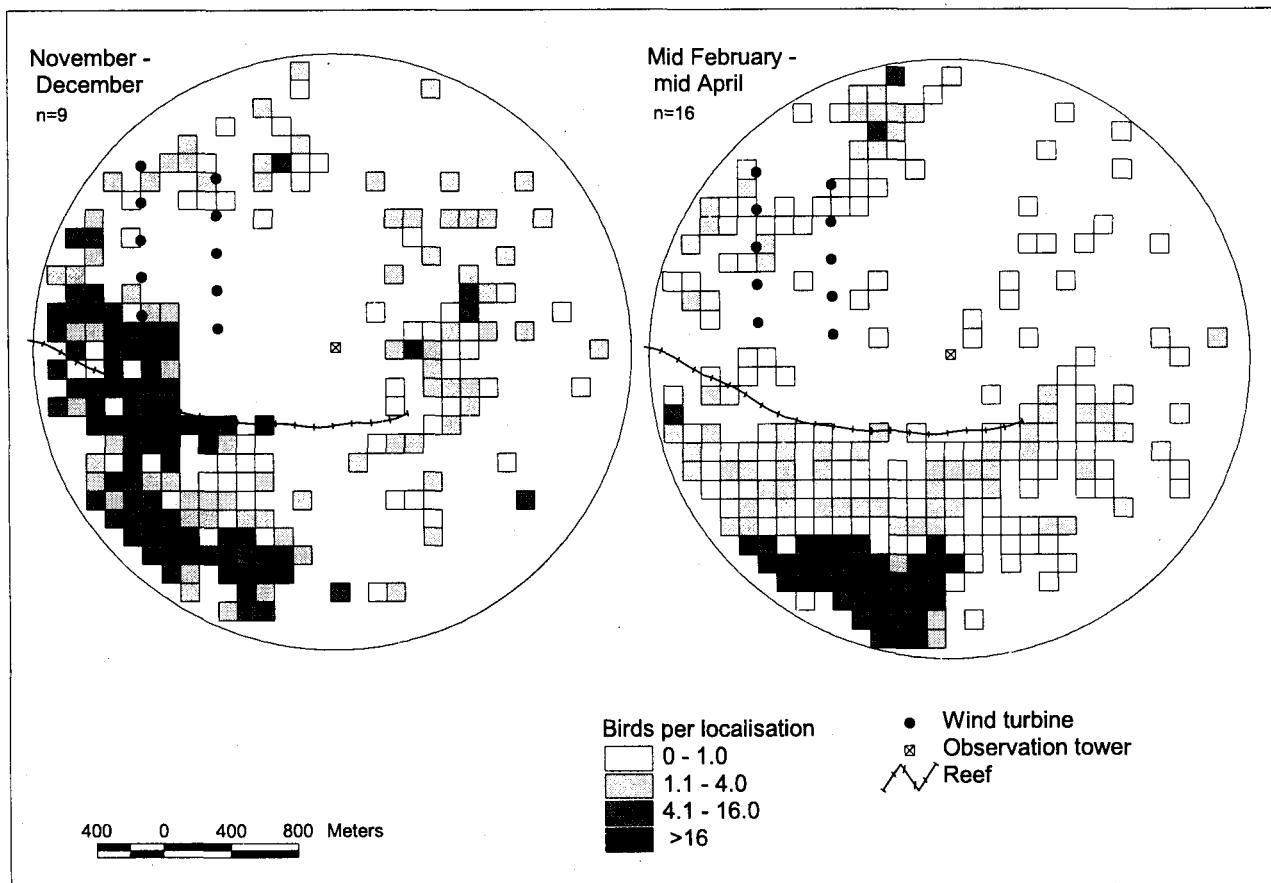 November -
December
n=9
Mid February -
mid April
n=16
Birds per localisation
0 - 1.0
1.1 - 4.0
4.1 - 16.0
>16
Wind turbine
Observation tower
Reef
400 0 400 800 Meters